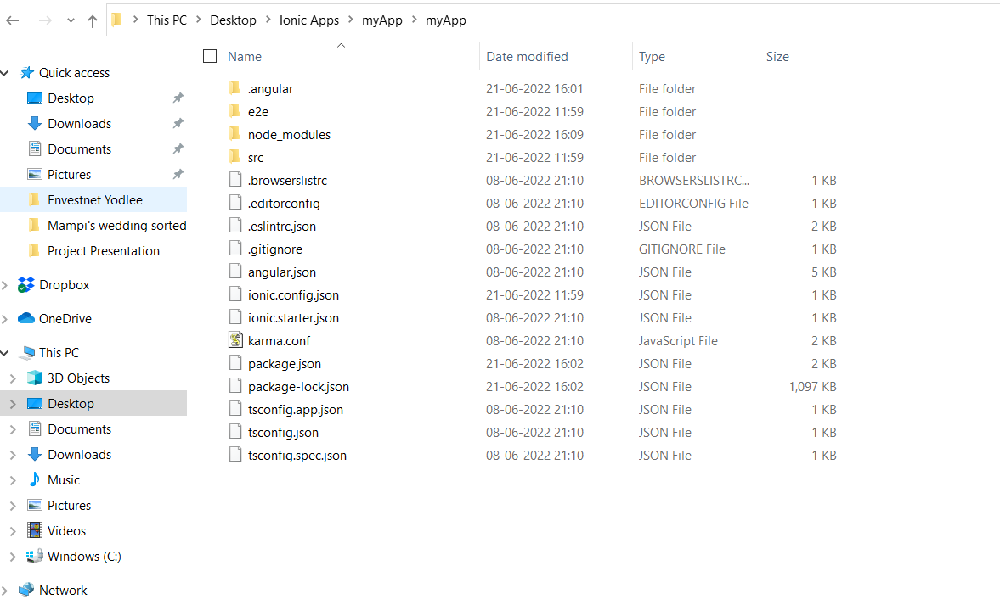 This PC > Desktop > Ionic Apps > myApp > myApp
Name Date modified Type Size
Quick access
Desktop
Downloads
Documents
Pictures
Envestnet Yodlee
Mampi's wedding sorted
Project Presentation
Dropbox
OneDrive
This PC
3D Objects
Desktop
Documents
Downloads
Music
Pictures
Videos
Windows (C:)
Network
.angular 21-06-2022 16:01 File folder
e2e 21-06-2022 11:59 File folder
node_modules 21-06-2022 16:09 File folder
src 21-06-2022 11:59 File folder
.browserslistrc 08-06-2022 21:10 BROWSERSLISTRC... 1 KB
.editorconfig 08-06-2022 21:10 EDITORCONFIG File 1 KB
.eslintrc.json 08-06-2022 21:10 JSON File 2 KB
.gitignore 08-06-2022 21:10 GITIGNORE File 1 KB
angular.json 08-06-2022 21:10 JSON File 5 KB
ionic.config.json 21-06-2022 11:59 JSON File 1 KB
ionic.starter.json 08-06-2022 21:10 JSON File 1 KB
karma.conf 08-06-2022 21:10 JavaScript File 2 KB
package.json 21-06-2022 16:02 JSON File 2 KB
package-lock.json 21-06-2022 16:02 JSON File 1,097 KB
tsconfig.app.json 08-06-2022 21:10 JSON File 1 KB
tsconfig.json 08-06-2022 21:10 JSON File 1 KB
tsconfig.spec.json 08-06-2022 21:10 JSON File 1 KB